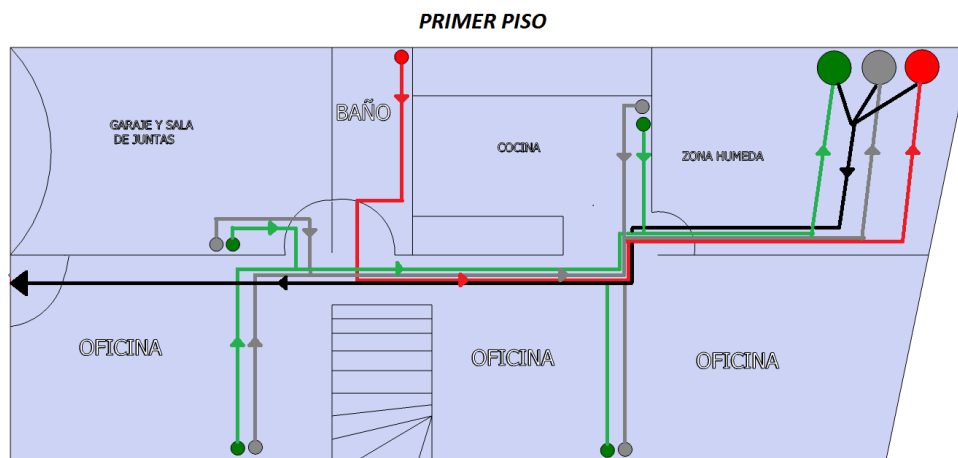 PRIMER PISO
BAÑO
GARAJE Y SALA
DE JUNTAS
COCINA
ZONA HUMEDA
OFICINA
OFICINA
OFICINA